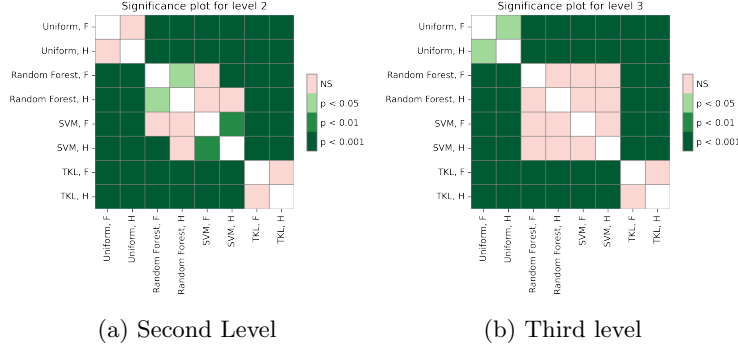 Significance plot for level 2
Uniform, F
Uniform, H
Random Forest, F
Random Forest, H
SVM, F
SVM, H
TKL, F
TKL, H
Uniform, F
Uniform, H
Random Forest, F
Random Forest, H
SVM, F
SVM, H
TKL, F
TKL, H
NS
p < 0.05
p < 0.01
p < 0.001
(a) Second Level
Significance plot for level 3
Uniform, F
Uniform, H
Random Forest, F
Random Forest, H
SVM, F
SVM, H
TKL, F
TKL, H
Uniform, F
Uniform, H
Random Forest, F
Random Forest, H
SVM, F
SVM, H
TKL, F
TKL, H
NS
p < 0.05
p < 0.01
p < 0.001
(b) Third level